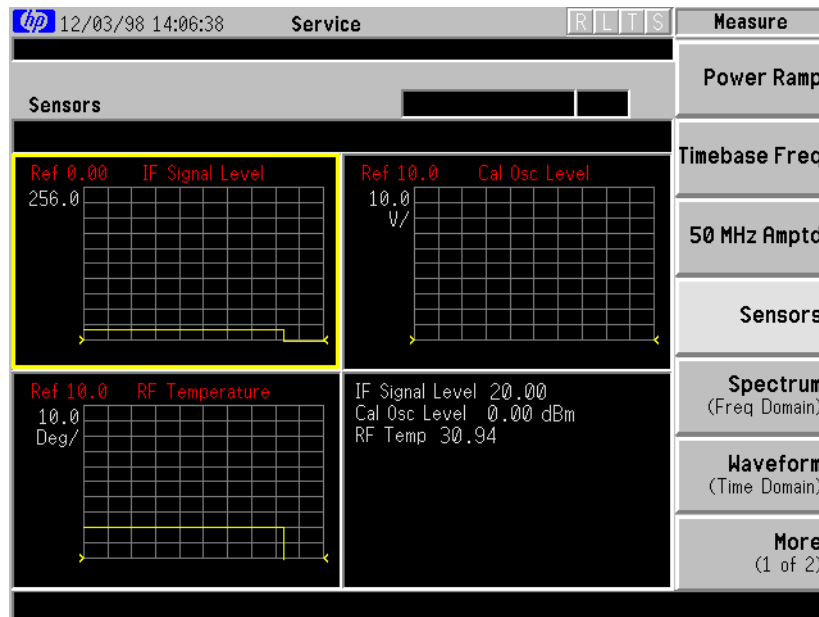 hp 12/03/98 14:06:38 Service R L T S Measure
Sensors
Power Ramp
Timebase Freq
50 MHz Amptd
Sensors
Spectrum
(Freq Domain)
Waveform
(Time Domain)
More
(1 of 2)
Ref 0.00 IF Signal Level
256.0
Ref 10.0 Cal Osc Level
10.0
V/
Ref 10.0 RF Temperature
10.0
Deg/
IF Signal Level 20.00
Cal Osc Level 0.00 dBm
RF Temp 30.94